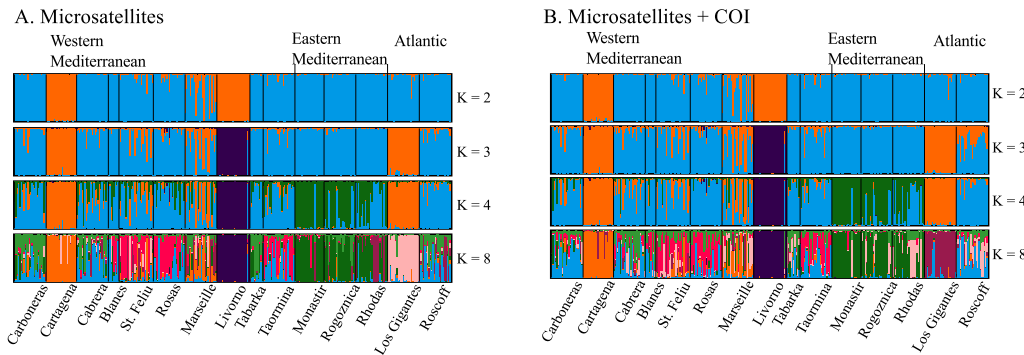 A. Microsatellites
Western
Mediterranean
Eastern
Mediterranean
Atlantic
K = 2
K = 3
K = 4
K = 8
Carboneras
Cartagena
Cabrera
Blanes
St. Feliu
Rosas
Marseille
Livorno
Tabarka
Taormina
Monastir
Rogoznica
Rhodas
Los Gigantes
Roscoff
B. Microsatellites + COI
Western
Mediterranean
Eastern
Mediterranean
Atlantic
K = 2
K = 3
K = 4
K = 8
Carboneras
Cartagena
Cabrera
Blanes
St. Feliu
Rosas
Marseille
Livorno
Tabarka
Taormina
Monastir
Rogoznica
Rhodas
Los Gigantes
Roscoff